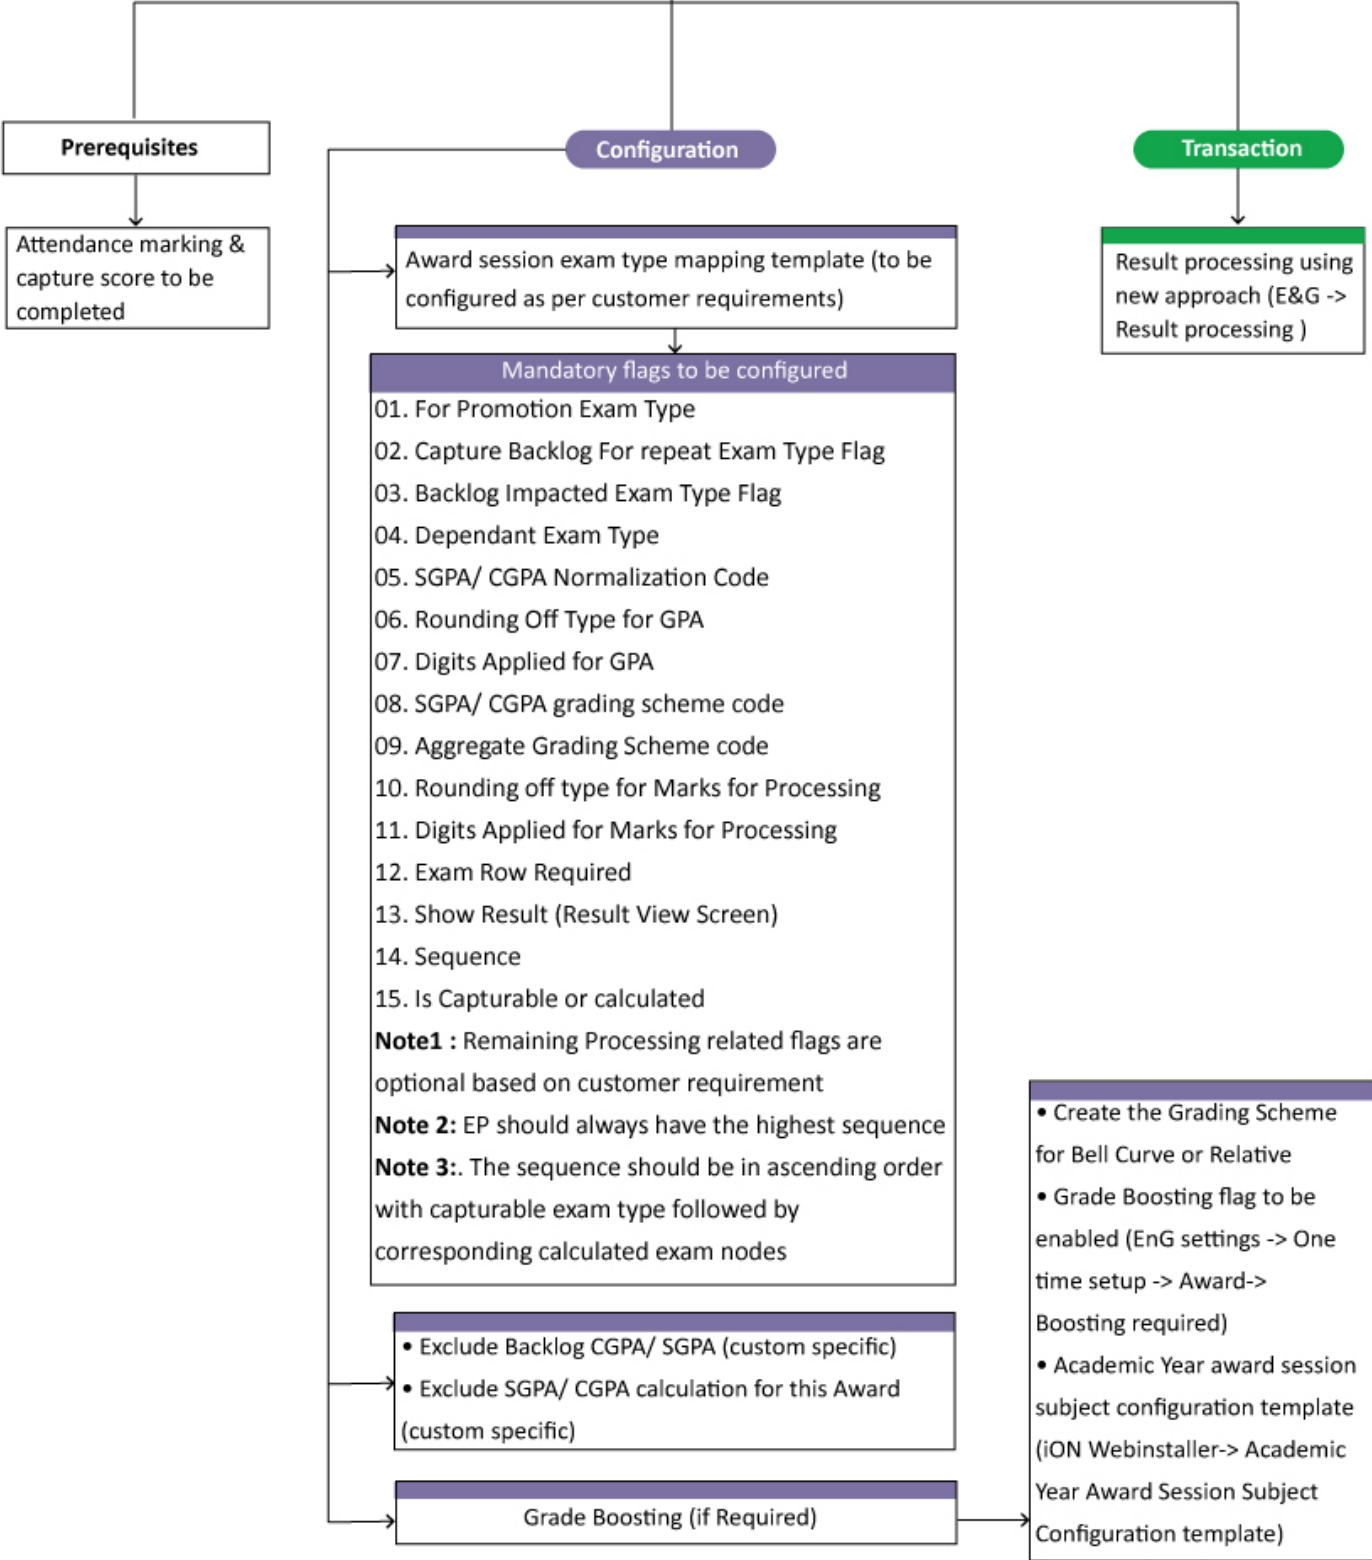 Prerequisites
Attendance marking &
capture score to be
completed
Configuration
Award session exam type mapping template (to be
configured as per customer requirements)
Mandatory flags to be configured
01. For Promotion Exam Type
02. Capture Backlog For repeat Exam Type Flag
03. Backlog Impacted Exam Type Flag
04. Dependant Exam Type
05. SGPA/ CGPA Normalization Code
06. Rounding Off Type for GPA
07. Digits Applied for GPA
08. SGPA/ CGPA grading scheme code
09. Aggregate Grading Scheme code
10. Rounding off type for Marks for Processing
11. Digits Applied for Marks for Processing
12. Exam Row Required
13. Show Result (Result View Screen)
14. Sequence
15. Is Capturable or calculated
Note1 : Remaining Processing related flags are
optional based on customer requirement
Note 2: EP should always have the highest sequence
Note 3:. The sequence should be in ascending order
with capturable exam type followed by
corresponding calculated exam nodes
• Exclude Backlog CGPA/ SGPA (custom specific)
• Exclude SGPA/ CGPA calculation for this Award
(custom specific)
Grade Boosting (if Required)
• Create the Grading Scheme
for Bell Curve or Relative
• Grade Boosting flag to be
enabled (EnG settings -> One
time setup -> Award->
Boosting required)
• Academic Year award session
subject configuration template
(iON Webinstaller-> Academic
Year Award Session Subject
Configuration template)
Transaction
Result processing using
new approach (E&G ->
Result processing )